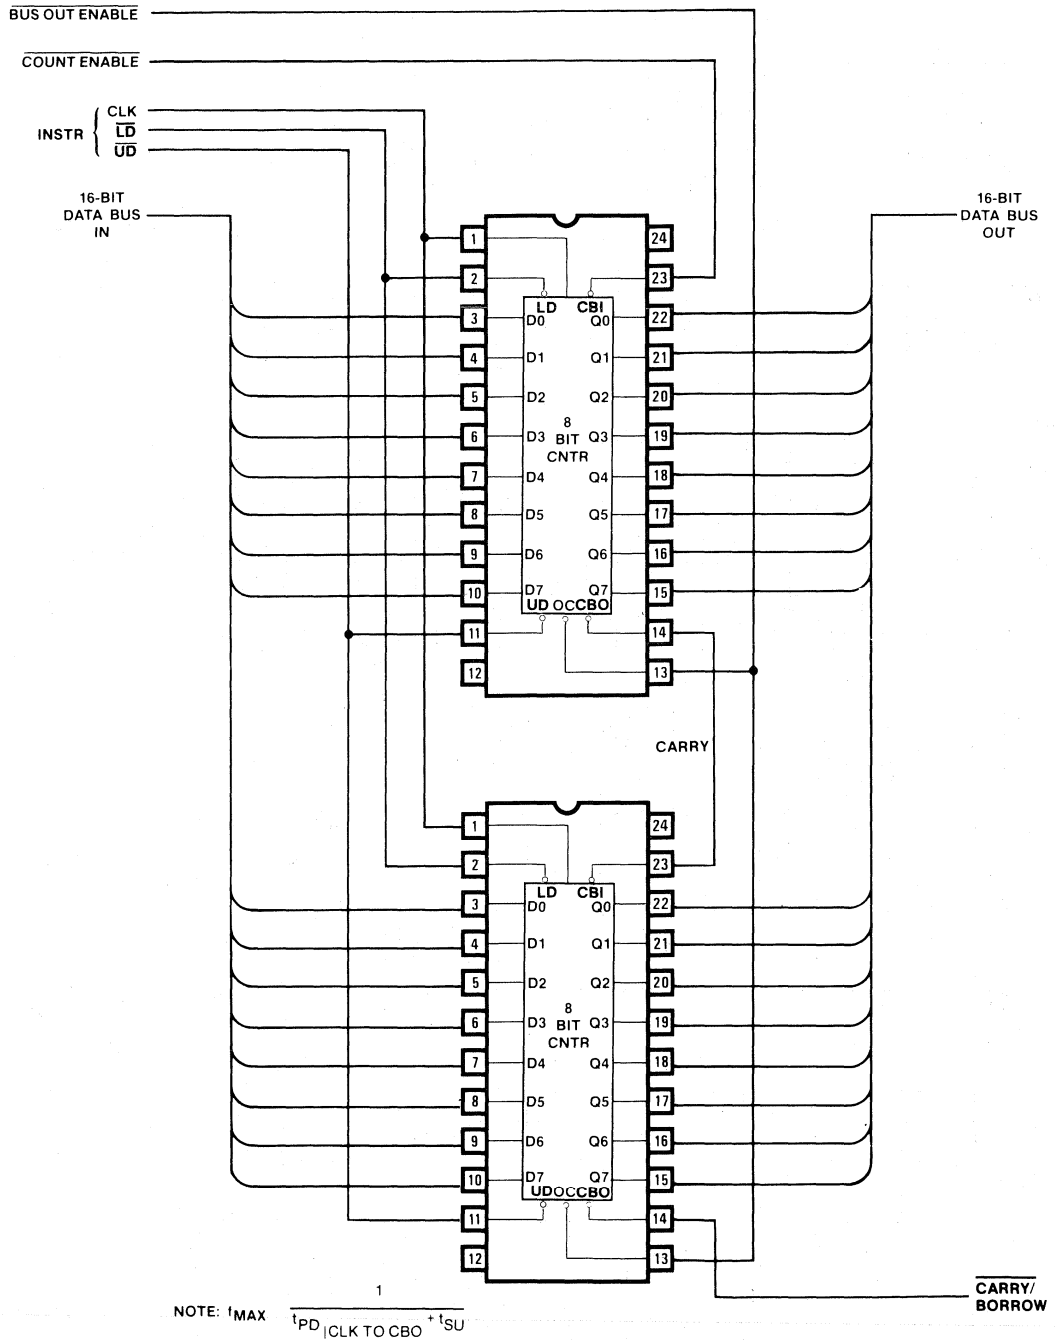 BUS OUT ENABLE
COUNT ENABLE
INSTR { CLK
LD
UD
16-BIT
DATA BUS
IN
16-BIT
DATA BUS
OUT
1 24
2 23
LD CBI
3 D0 Q0 22
4 D1 Q1 21
5 D2 Q2 20
8
6 D3 BIT Q3 19
CNTR
7 D4 Q4 18
8 D5 Q5 17
9 D6 Q6 16
10 D7 Q7 15
UD OC CBO
11 14
12 13
CARRY
1 24
2 23
LD CBI
3 D0 Q0 22
4 D1 Q1 21
5 D2 Q2 20
8
6 D3 BIT Q3 19
CNTR
7 D4 Q4 18
8 D5 Q5 17
9 D6 Q6 16
10 D7 Q7 15
UD OC CBO
11 14
12 13
CARRY/
BORROW
1
NOTE: fMAX
tPD |CLK TO CBO + tSU